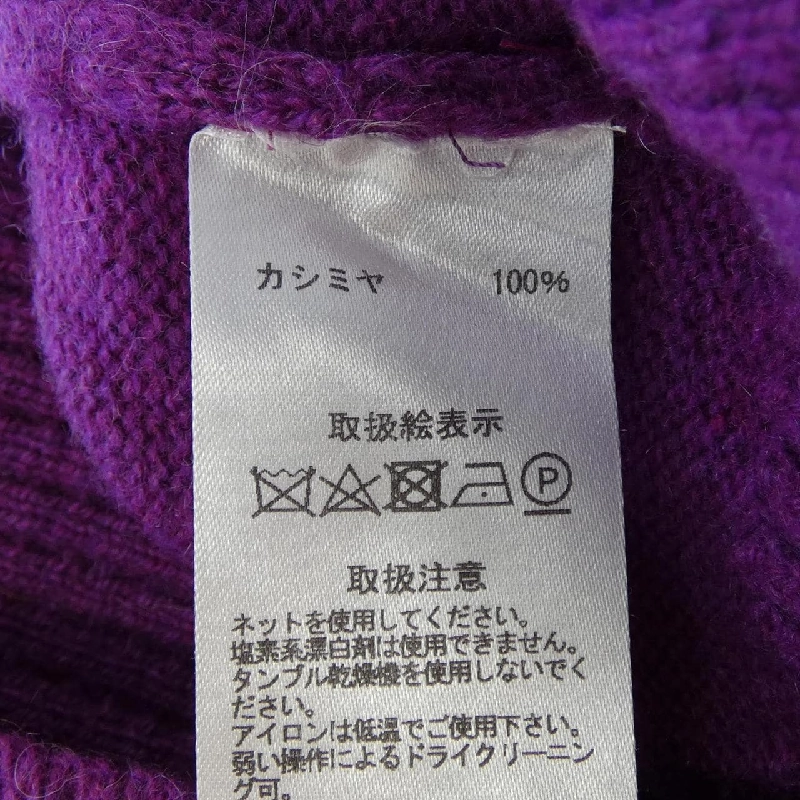 カシミヤ 100%
取扱絵表示
P
取扱注意
ネットを使用してください。
塩素系漂白剤は使用できません。
タンブル乾燥機を使用しないでく
ださい。
アイロンは低温でご使用下さい。
弱い操作によるドライクリーニン
グ可。